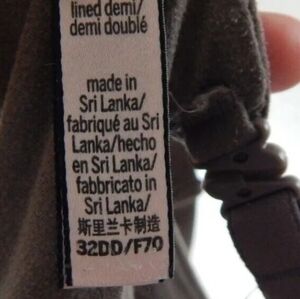 lined demi/
demi doublé
made in
Sri Lanka/
fabriqué au Sri
Lanka/hecho
en Sri Lanka/
fabbricato in
Sri Lanka/
斯里兰卡制造
32DD/F70